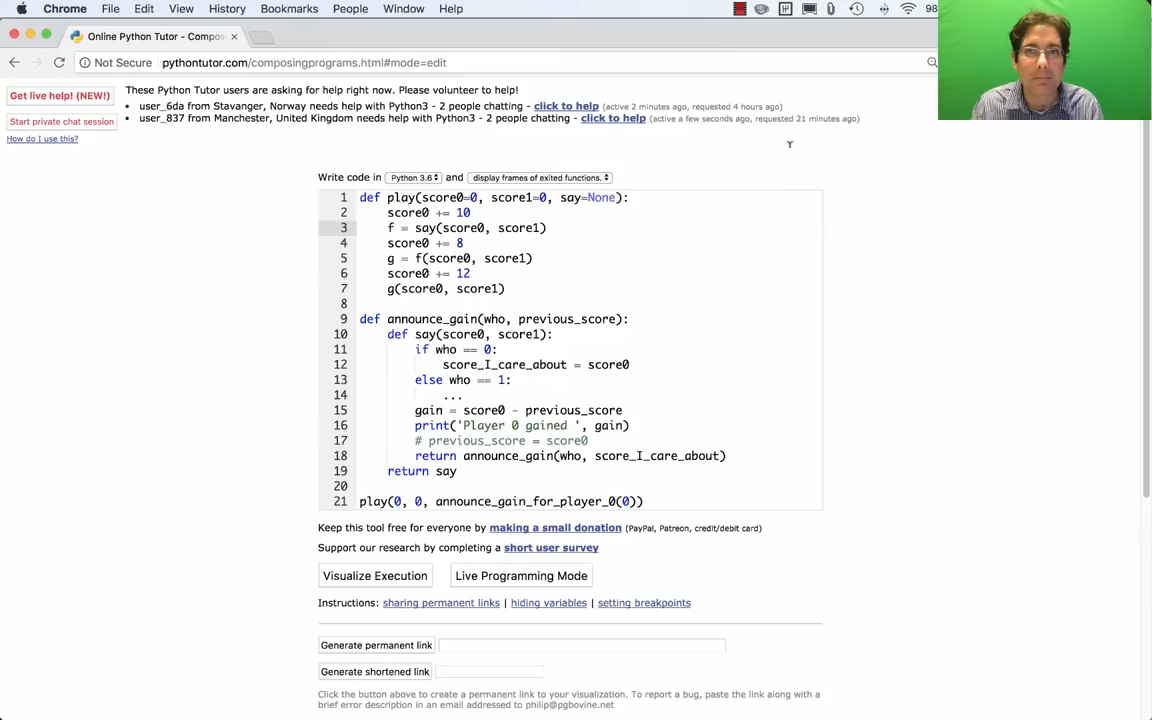 Chrome File Edit View History Bookmarks People Window Help
98
Online Python Tutor - Compos
Not Secure pythontutor.com/composingprograms.html#mode=edit
Get live help! (NEW!)
Start private chat session
How do I use this?
These Python Tutor users are asking for help right now. Please volunteer to help!
• user_6da from Stavanger, Norway needs help with Python3 - 2 people chatting - click to help (active 2 minutes ago, requested 4 hours ago)
• user_837 from Manchester, United Kingdom needs help with Python3 - 2 people chatting - click to help (active a few seconds ago, requested 21 minutes ago)
Write code in Python 3.6 and display frames of exited functions.
1 def play(score0=0, score1=0, say=None):
2 score0 += 10
3 f = say(score0, score1)
4 score0 += 8
5 g = f(score0, score1)
6 score0 += 12
7 g(score0, score1)
8
9 def announce_gain(who, previous_score):
10 def say(score0, score1):
11 if who == 0:
12 score_I_care_about = score0
13 else who == 1:
14 ...
15 gain = score0 - previous_score
16 print('Player 0 gained ', gain)
17 # previous_score = score0
18 return announce_gain(who, score_I_care_about)
19 return say
20
21 play(0, 0, announce_gain_for_player_0(0))
Keep this tool free for everyone by making a small donation (PayPal, Patreon, credit/debit card)
Support our research by completing a short user survey
Visualize Execution Live Programming Mode
Instructions: sharing permanent links | hiding variables | setting breakpoints
Generate permanent link
Generate shortened link
Click the button above to create a permanent link to your visualization. To report a bug, paste the link along with a
brief error description in an email addressed to philip@pgbovine.net